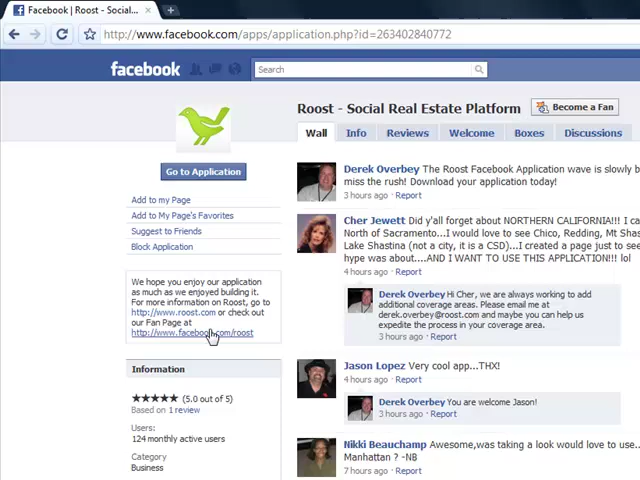 Facebook | Roost - Social...
http://www.facebook.com/apps/application.php?id=263402840772
facebook
Search
Roost - Social Real Estate Platform
Become a Fan
Wall
Info
Reviews
Welcome
Boxes
Discussions
Go to Application
Add to my Page
Add to My Page's Favorites
Suggest to Friends
Block Application
We hope you enjoy our application
as much as we enjoyed building it.
For more information on Roost, go to
http://www.roost.com or check out
our Fan Page at
http://www.facebook.com/roost
Information
(5.0 out of 5)
Based on 1 review
Users:
124 monthly active users
Category
Business
Derek Overbey The Roost Facebook Application wave is slowly b
miss the rush! Download your application today!
3 hours ago · Report
Cher Jewett Did y'all forget about NORTHERN CALIFORNIA!!! I ca
North of Sacramento...I would love to see Chico, Redding, Mt Shas
Lake Shastina (not a city, it is a CSD)...I created a page just to see
hype was about....AND I WANT TO USE THIS APPLICATION!!! lol
4 hours ago · Report
Derek Overbey Hi Cher, we are always working to add
additional coverage areas. Please email me at
derek.overbey@roost.com and maybe you can help us
expedite the process in your coverage area.
3 hours ago · Report
Jason Lopez Very cool app...THX!
4 hours ago · Report
Derek Overbey You are welcome Jason!
3 hours ago · Report
Nikki Beauchamp Awesome,was taking a look would love to use..
Manhattan ? -NB
7 hours ago · Report